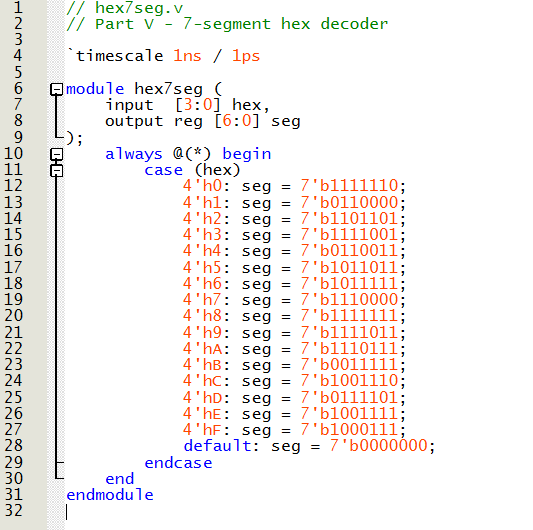 1 // hex7seg.v
2 // Part V - 7-segment hex decoder
3
4 `timescale 1ns / 1ps
5
6 module hex7seg (
7     input  [3:0] hex,
8     output reg [6:0] seg
9 );
10     always @(*) begin
11         case (hex)
12             4'h0: seg = 7'b1111110;
13             4'h1: seg = 7'b0110000;
14             4'h2: seg = 7'b1101101;
15             4'h3: seg = 7'b1111001;
16             4'h4: seg = 7'b0110011;
17             4'h5: seg = 7'b1011011;
18             4'h6: seg = 7'b1011111;
19             4'h7: seg = 7'b1110000;
20             4'h8: seg = 7'b1111111;
21             4'h9: seg = 7'b1111011;
22             4'hA: seg = 7'b1110111;
23             4'hB: seg = 7'b0011111;
24             4'hC: seg = 7'b1001110;
25             4'hD: seg = 7'b0111101;
26             4'hE: seg = 7'b1001111;
27             4'hF: seg = 7'b1000111;
28             default: seg = 7'b0000000;
29         endcase
30     end
31 endmodule
32